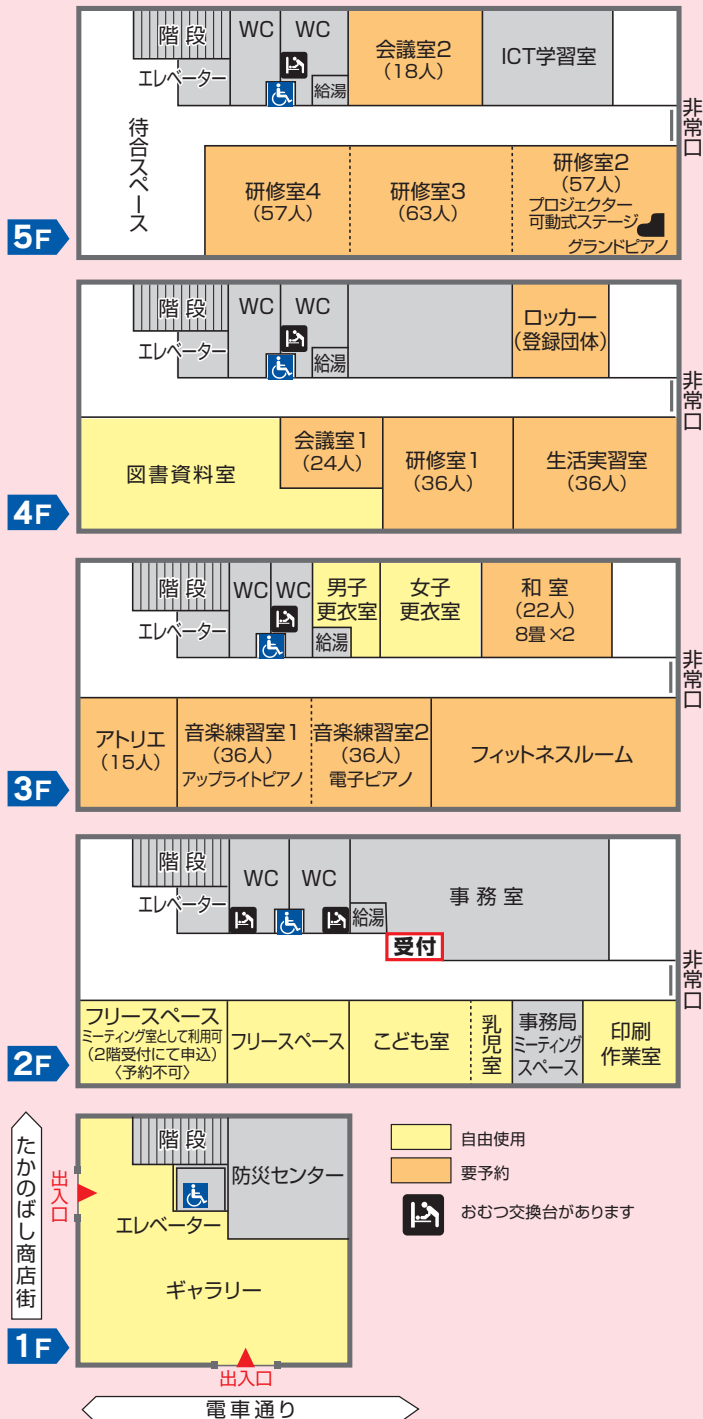 階段
WC
WC
会議室2
(18人)
ICT学習室
エレベーター
給湯
非常口
待合スペース
研修室4
(57人)
研修室3
(63人)
研修室2
(57人)
プロジェクター
可動式ステージ
グランドピアノ
5F
階段
WC
WC
ロッカー
(登録団体)
エレベーター
給湯
非常口
図書資料室
会議室1
(24人)
研修室1
(36人)
生活実習室
(36人)
4F
階段
WC
WC
男子
更衣室
女子
更衣室
和室
(22人)
8畳×2
エレベーター
給湯
非常口
アトリエ
(15人)
音楽練習室1
(36人)
アップライトピアノ
音楽練習室2
(36人)
電子ピアノ
フィットネスルーム
3F
階段
WC
WC
事務室
エレベーター
給湯
受付
非常口
フリースペース
ミーティング室として利用可
(2階受付にて申込)
〈予約不可〉
フリースペース
こども室
乳児室
事務局
ミーティング
スペース
印刷
作業室
2F
たかのばし商店街
出入口
階段
防災センター
エレベーター
ギャラリー
1F
出入口
電車通り
自由使用
要予約
おむつ交換台があります